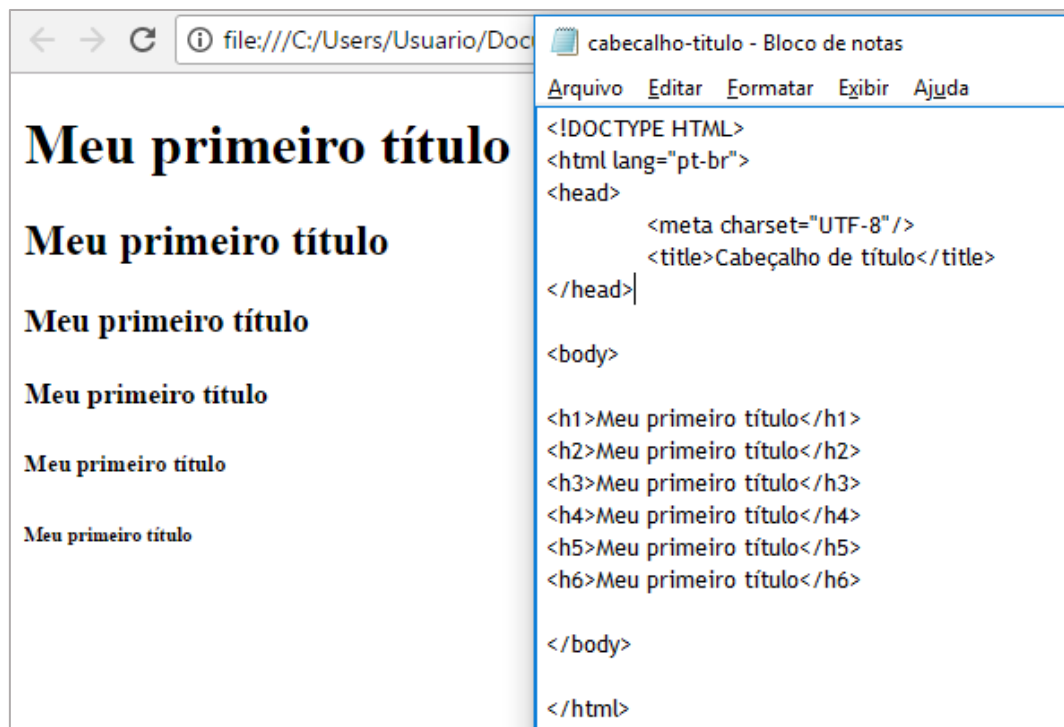 file:///C:/Users/Usuario/Doc
Meu primeiro título
Meu primeiro título
Meu primeiro título
Meu primeiro título
Meu primeiro título
Meu primeiro título
cabecalho-titulo - Bloco de notas
Arquivo Editar Formatar Exibir Ajuda
<!DOCTYPE HTML>
<html lang="pt-br">
<head>
<meta charset="UTF-8"/>
<title>Cabeçalho de título</title>
</head>
<body>
<h1>Meu primeiro título</h1>
<h2>Meu primeiro título</h2>
<h3>Meu primeiro título</h3>
<h4>Meu primeiro título</h4>
<h5>Meu primeiro título</h5>
<h6>Meu primeiro título</h6>
</body>
</html>